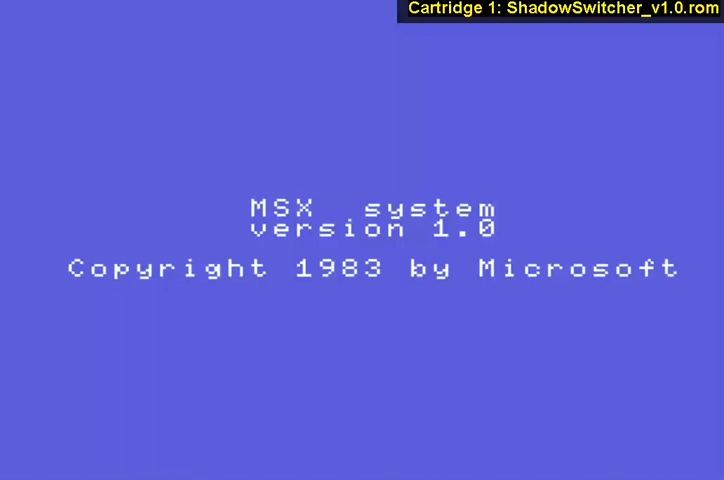 Cartridge 1: ShadowSwitcher_v1.0.rom
MSX system
version 1.0
Copyright 1983 by Microsoft